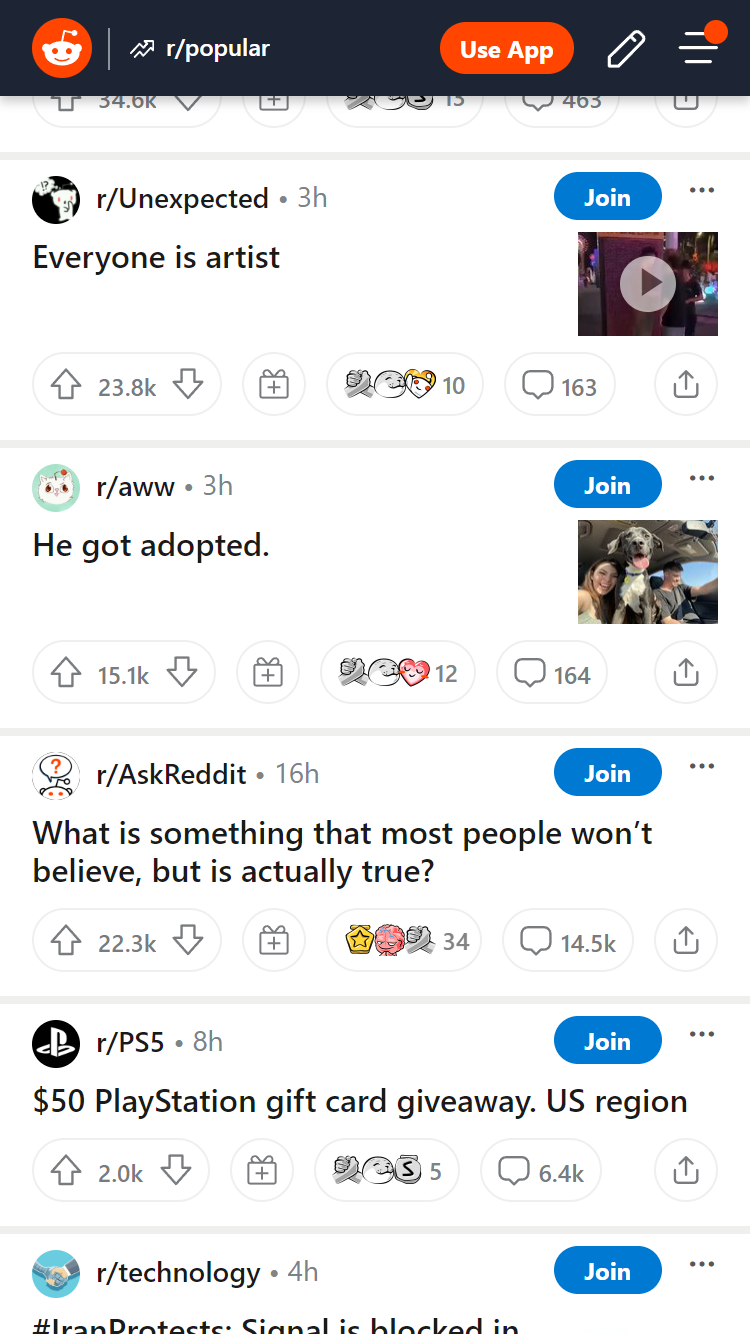 r/popular
Use App
34.6k 13 463
r/Unexpected • 3h
Join
Everyone is artist
23.8k 10 163
r/aww • 3h
Join
He got adopted.
15.1k 12 164
r/AskReddit • 16h
Join
What is something that most people won’t
believe, but is actually true?
22.3k 34 14.5k
r/PS5 • 8h
Join
$50 PlayStation gift card giveaway. US region
2.0k S 5 6.4k
r/technology • 4h
Join
#IranProtests: Signal is blocked in